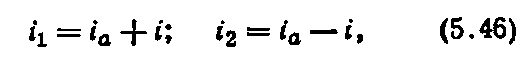 i₁ = iₐ + i; i₂ = iₐ − i, (5.46)